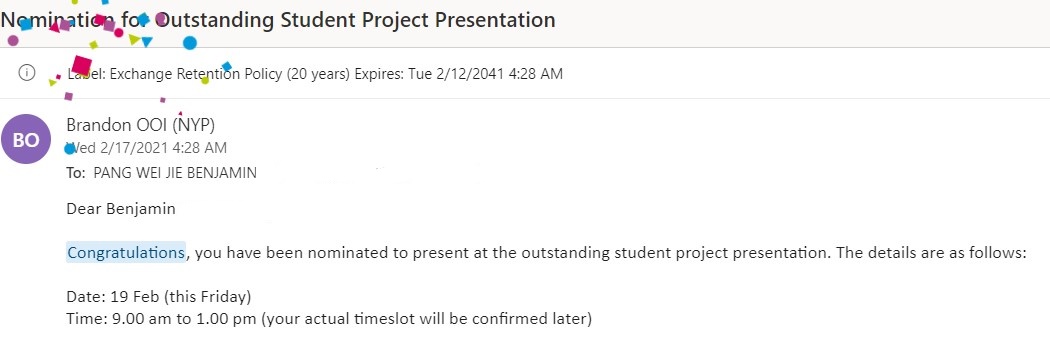 Nomination for Outstanding Student Project Presentation
Label: Exchange Retention Policy (20 years) Expires: Tue 2/12/2041 4:28 AM
BO
Brandon OOI (NYP)
Wed 2/17/2021 4:28 AM
To: PANG WEI JIE BENJAMIN
Dear Benjamin
Congratulations, you have been nominated to present at the outstanding student project presentation. The details are as follows:
Date: 19 Feb (this Friday)
Time: 9.00 am to 1.00 pm (your actual timeslot will be confirmed later)